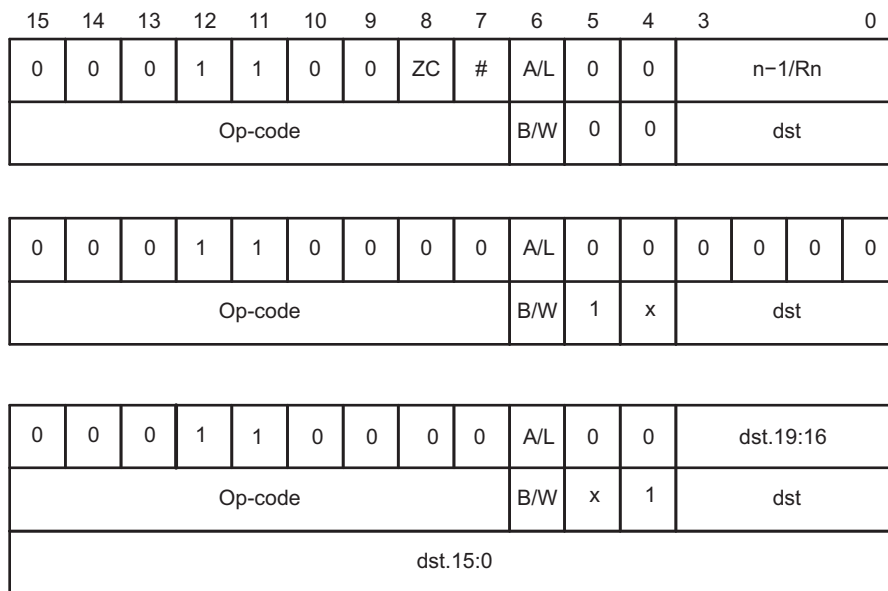 15 14 13 12 11 10 9 8 7 6 5 4 3 0
0 0 0 1 1 0 0 ZC # A/L 0 0 n−1/Rn
Op-code B/W 0 0 dst
0 0 0 1 1 0 0 0 0 A/L 0 0 0 0 0 0
Op-code B/W 1 x dst
0 0 0 1 1 0 0 0 0 A/L 0 0 dst.19:16
Op-code B/W x 1 dst
dst.15:0